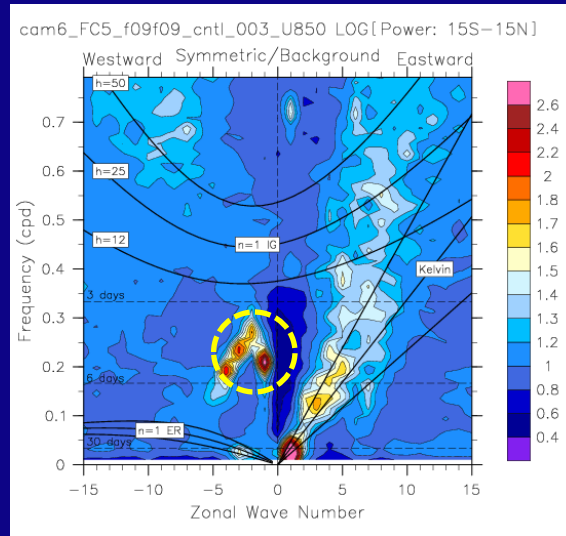 cam6_FC5_f09f09_cntl_003_U850 LOG[Power: 15S-15N]
Westward Symmetric/Background Eastward
h=50
h=25
h=12
n=1 IG
Kelvin
3 days
6 days
n=1 ER
30 days
Frequency (cpd)
0.7
0.6
0.5
0.4
0.3
0.2
0.1
0
-15 -10 -5 0 5 10 15
Zonal Wave Number
2.6
2.4
2.2
2
1.8
1.7
1.6
1.5
1.4
1.3
1.2
1.1
1
0.8
0.6
0.4